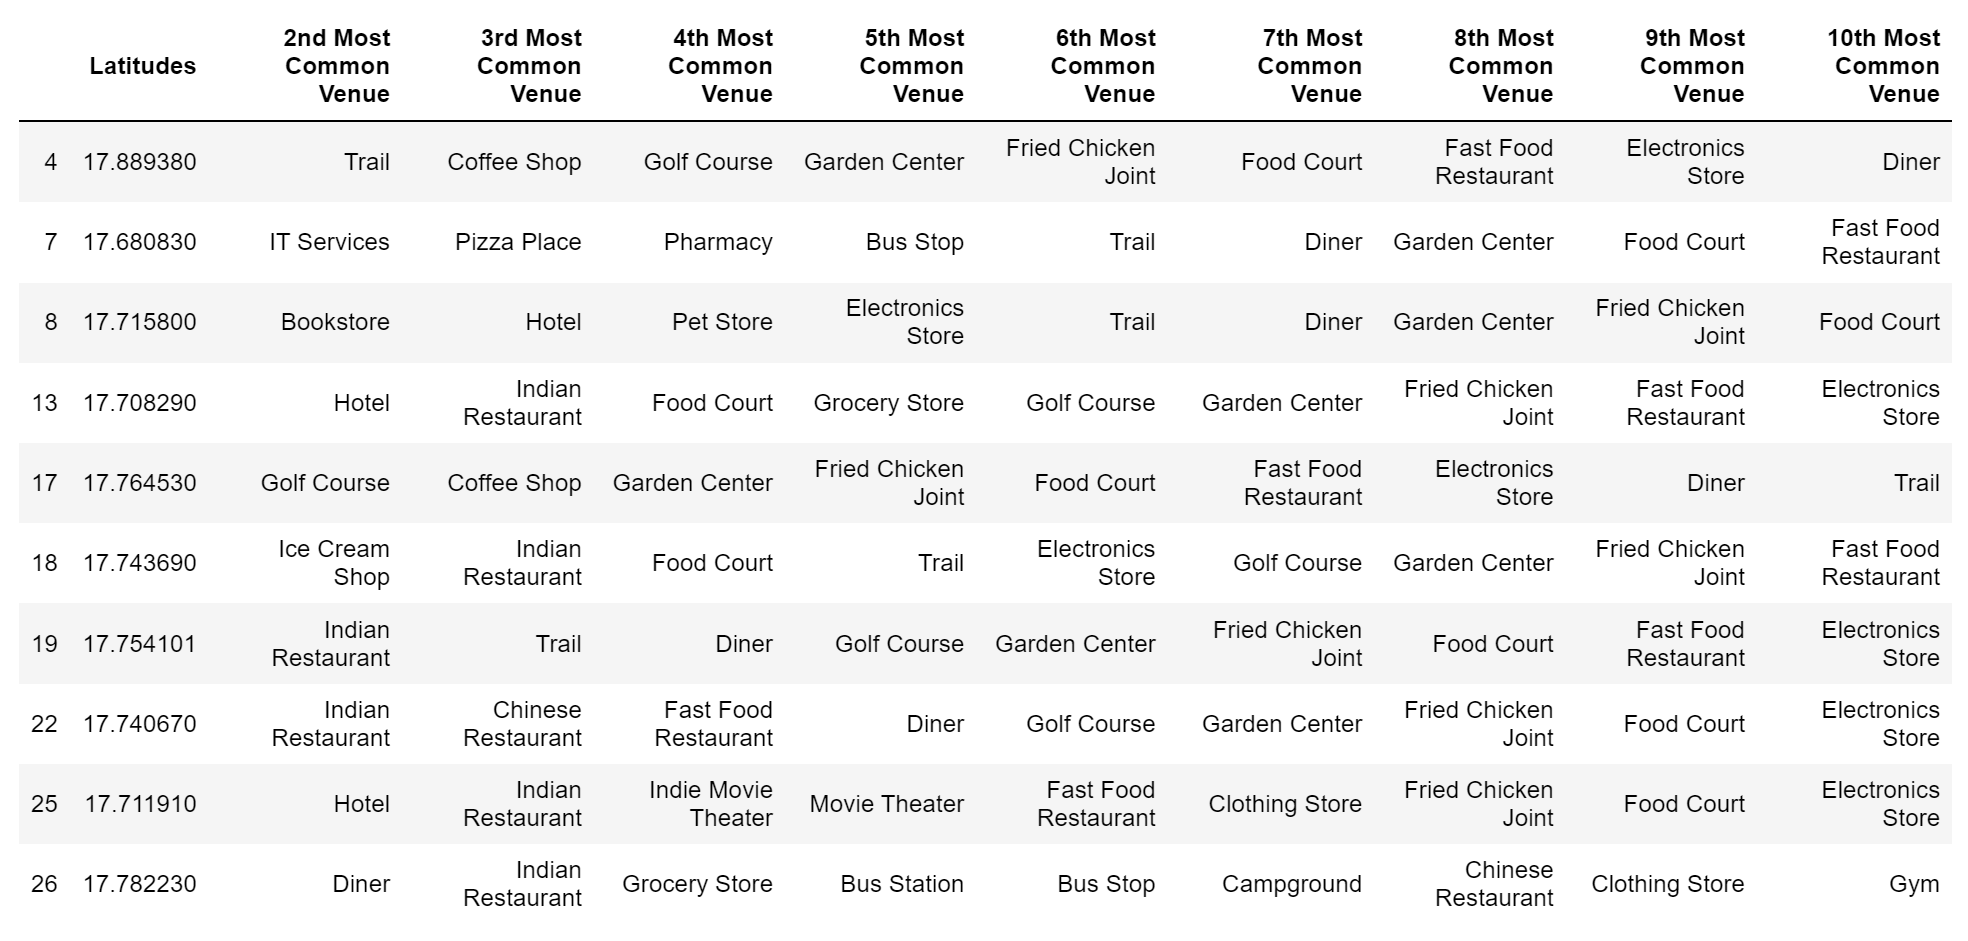 Latitudes 2nd Most Common Venue 3rd Most Common Venue 4th Most Common Venue 5th Most Common Venue 6th Most Common Venue 7th Most Common Venue 8th Most Common Venue 9th Most Common Venue 10th Most Common Venue
4 17.889380 Trail Coffee Shop Golf Course Garden Center Fried Chicken Joint Food Court Fast Food Restaurant Electronics Store Diner
7 17.680830 IT Services Pizza Place Pharmacy Bus Stop Trail Diner Garden Center Food Court Fast Food Restaurant
8 17.715800 Bookstore Hotel Pet Store Electronics Store Trail Diner Garden Center Fried Chicken Joint Food Court
13 17.708290 Hotel Indian Restaurant Food Court Grocery Store Golf Course Garden Center Fried Chicken Joint Fast Food Restaurant Electronics Store
17 17.764530 Golf Course Coffee Shop Garden Center Fried Chicken Joint Food Court Fast Food Restaurant Electronics Store Diner Trail
18 17.743690 Ice Cream Shop Indian Restaurant Food Court Trail Electronics Store Golf Course Garden Center Fried Chicken Joint Fast Food Restaurant
19 17.754101 Indian Restaurant Trail Diner Golf Course Garden Center Fried Chicken Joint Food Court Fast Food Restaurant Electronics Store
22 17.740670 Indian Restaurant Chinese Restaurant Fast Food Restaurant Diner Golf Course Garden Center Fried Chicken Joint Food Court Electronics Store
25 17.711910 Hotel Indian Restaurant Indie Movie Theater Movie Theater Fast Food Restaurant Clothing Store Fried Chicken Joint Food Court Electronics Store
26 17.782230 Diner Indian Restaurant Grocery Store Bus Station Bus Stop Campground Chinese Restaurant Clothing Store Gym